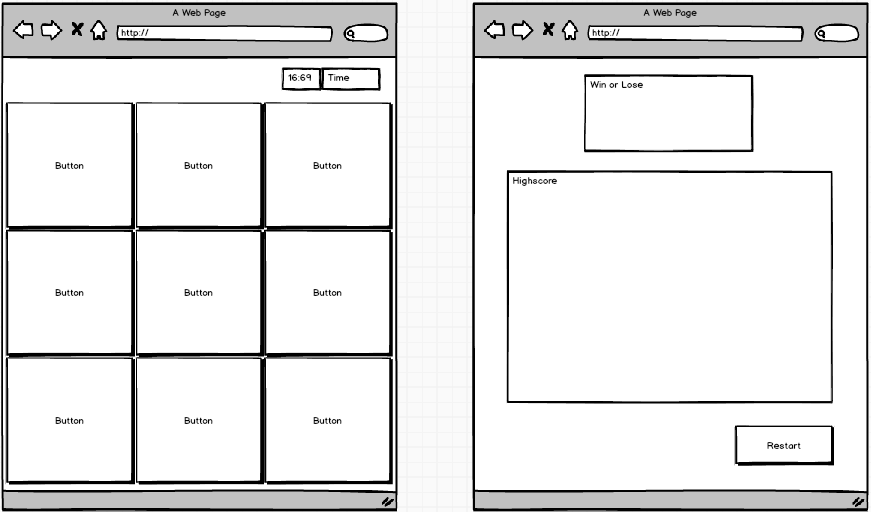 A Web Page
http://
16:69 Time
Button Button Button
Button Button Button
Button Button Button
A Web Page
http://
Win or Lose
Highscore
Restart